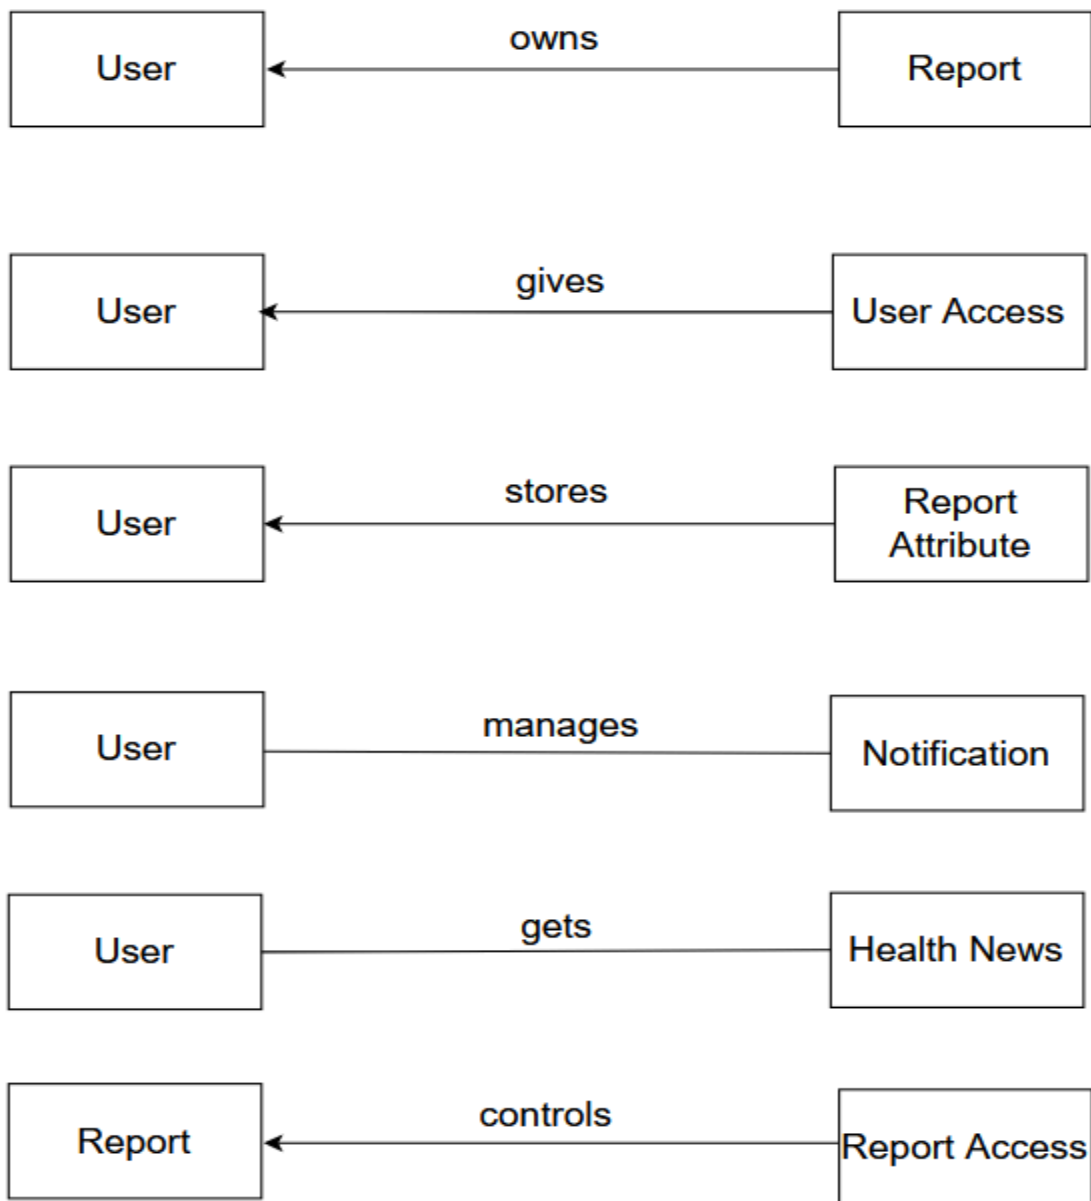 owns
User
Report
gives
User
User Access
stores
User
Report
Attribute
manages
User
Notification
gets
User
Health News
controls
Report
Report Access